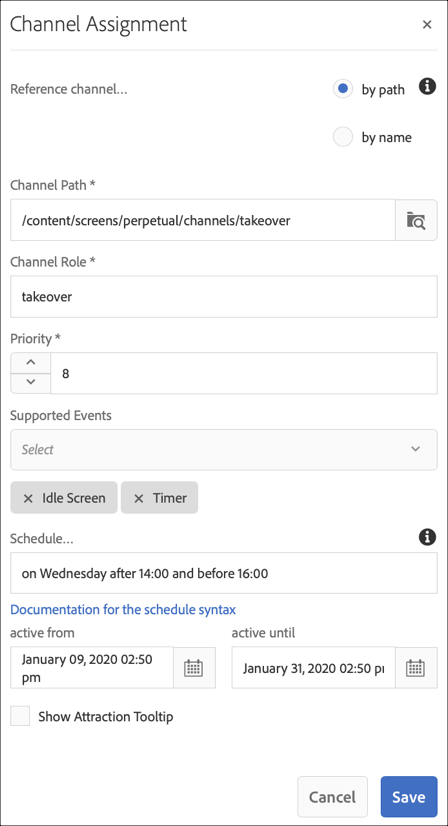 Channel Assignment
Reference channel...
by path
by name
Channel Path *
/content/screens/perpetual/channels/takeover
Channel Role *
takeover
Priority *
8
Supported Events
Select
Idle Screen
Timer
Schedule...
on Wednesday after 14:00 and before 16:00
Documentation for the schedule syntax
active from
active until
January 09, 2020 02:50
pm
January 31, 2020 02:50 p
Show Attraction Tooltip
Cancel
Save